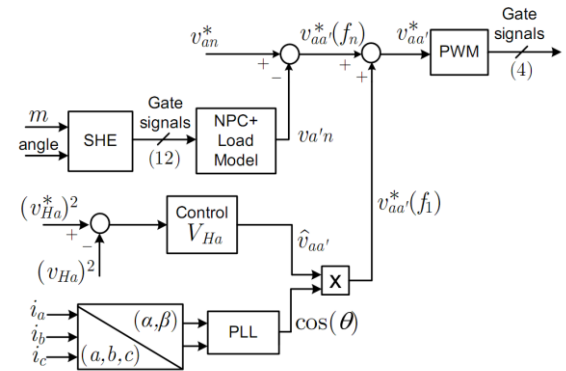 v*an
v*aa'(fn)
v*aa'
Gate
signals
+
−
+
+
PWM
(4)
m
angle
SHE
Gate
signals
(12)
NPC+
Load
Model
va'n
(v*Ha)2
+
−
(vHa)2
Control
VHa
v̂aa'
v*aa'(f1)
X
ia
ib
ic
(α,β)
(a,b,c)
PLL
cos(θ)